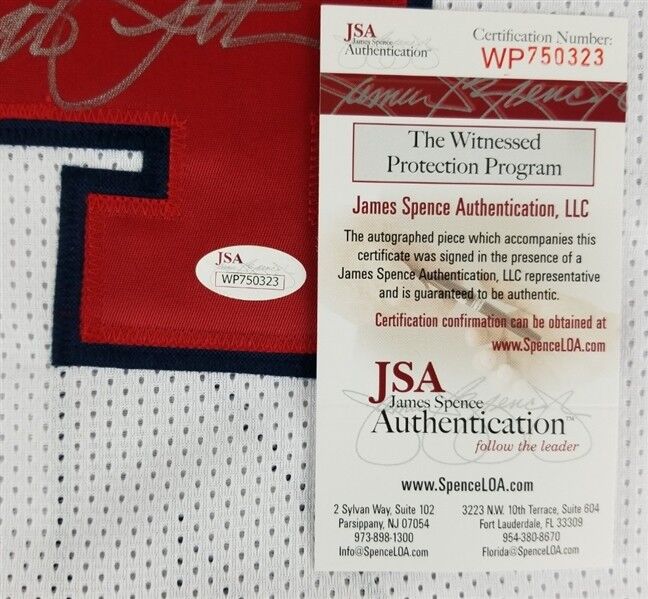 JSA
James Spence
Authentication™
Certification Number:
WP750323
The Witnessed
Protection Program
James Spence Authentication, LLC
The autographed piece which accompanies this
certificate was signed in the presence of a
James Spence Authentication, LLC representative
and is guaranteed to be authentic.
Certification confirmation can be obtained at
www.SpenceLOA.com
JSA
James Spence
Authentication™
follow the leader
www.SpenceLOA.com
2 Sylvan Way, Suite 102
Parsippany, NJ 07054
973-898-1300
Info@SpenceLOA.com
3223 N.W. 10th Terrace, Suite 604
Fort Lauderdale, FL 33309
954-380-8670
Florida@SpenceLOA.com
JSA
WP750323